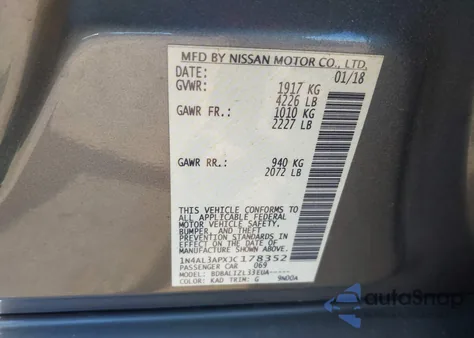 MFD BY NISSAN MOTOR CO., LTD.
DATE: 01/18
GVWR: 1917 KG
4226 LB
GAWR FR.: 1010 KG
2227 LB
GAWR RR.: 940 KG
2072 LB
THIS VEHICLE CONFORMS TO ALL
APPLICABLE FEDERAL MOTOR VEHICLE SAFETY,
BUMPER, AND THEFT PREVENTION
STANDARDS IN EFFECT ON THE DATE OF
MANUFACTURE SHOWN ABOVE.
1N4AL3APXJC178352
PASSENGER CAR 069
MODEL: BDBALIZL33EUA-----
COLOR: KAD TRIM: G 9N00A
AutoSnap